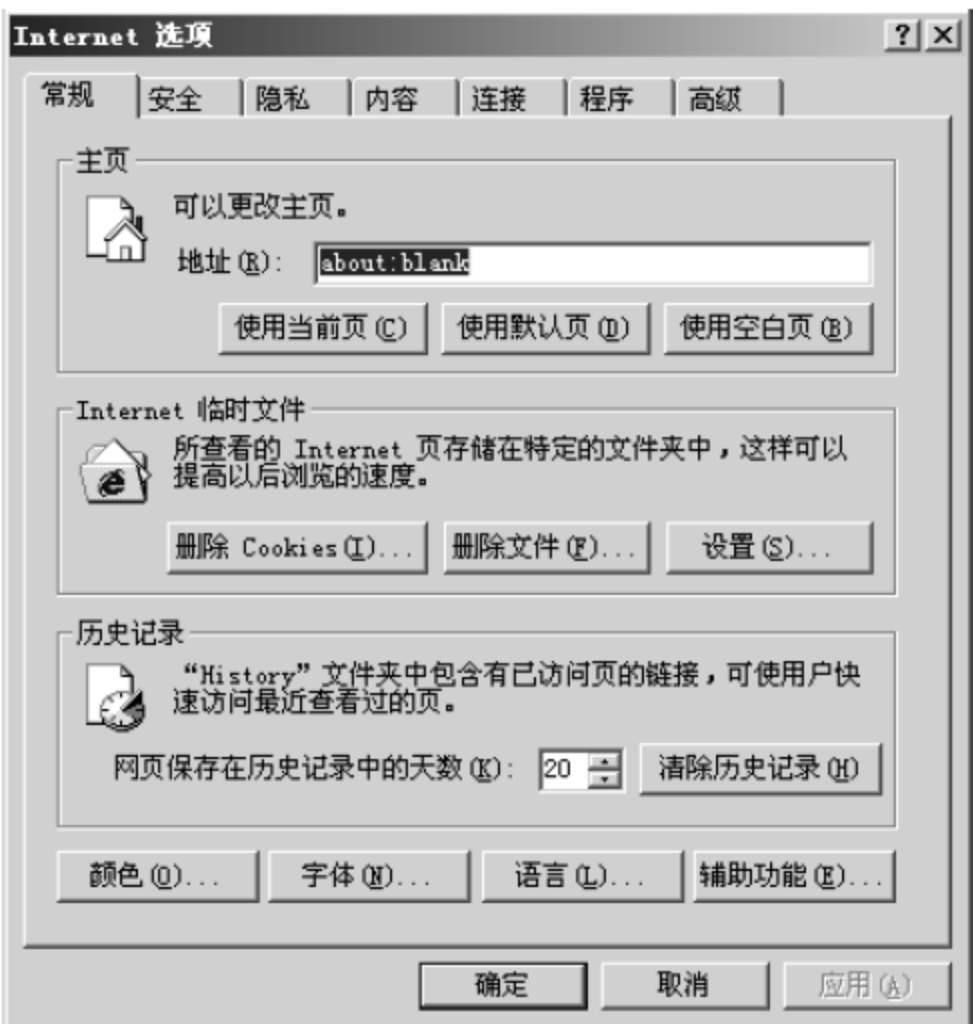 Internet 选项
常规 安全 隐私 内容 连接 程序 高级
主页
可以更改主页。
地址(R): about:blank
使用当前页(C) 使用默认页(D) 使用空白页(B)
Internet 临时文件
所查看的 Internet 页存储在特定的文件夹中，这样可以
提高以后浏览的速度。
删除 Cookies(I)... 删除文件(F)... 设置(S)...
历史记录
“History”文件夹中包含有已访问页的链接，可使用户快
速访问最近查看过的页。
网页保存在历史记录中的天数(K): 20 清除历史记录(H)
颜色(O)... 字体(N)... 语言(L)... 辅助功能(E)...
确定 取消 应用(A)